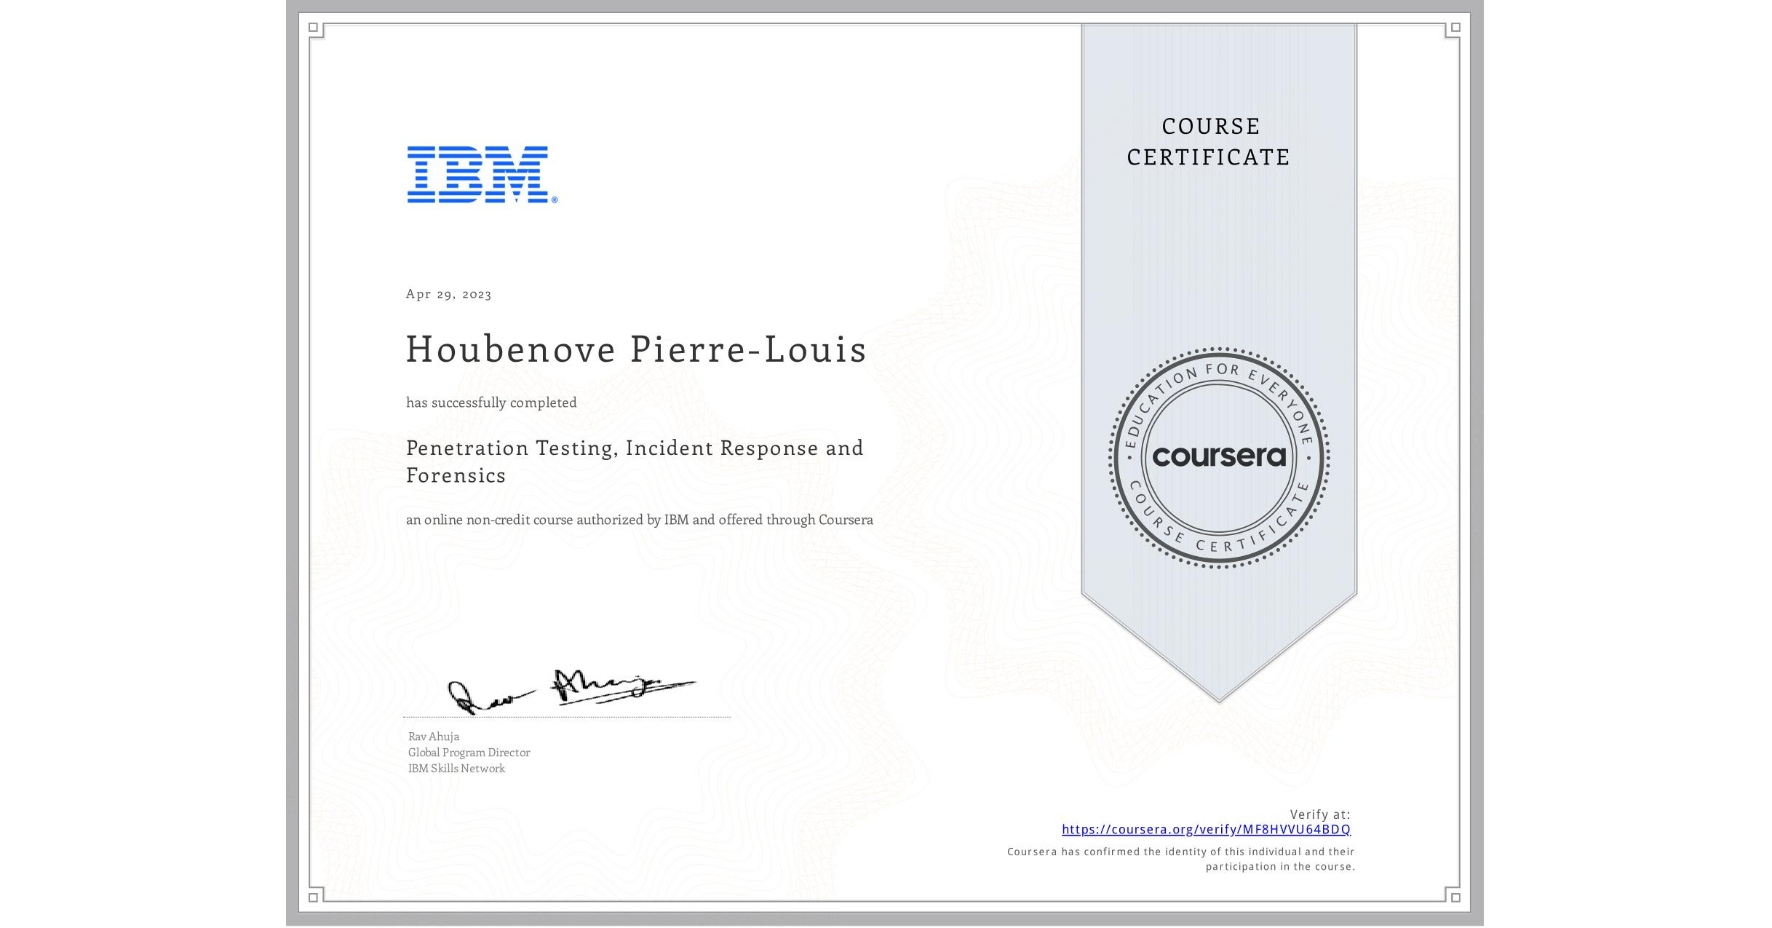 IBM®
COURSE
CERTIFICATE
Apr 29, 2023
Houbenove Pierre-Louis
has successfully completed
Penetration Testing, Incident Response and
Forensics
an online non-credit course authorized by IBM and offered through Coursera
EDUCATION FOR EVERYONE
coursera
COURSE CERTIFICATE
Rav Ahuja
Rav Ahuja
Global Program Director
IBM Skills Network
Verify at:
https://coursera.org/verify/MF8HVVU64BDQ
Coursera has confirmed the identity of this individual and their
participation in the course.